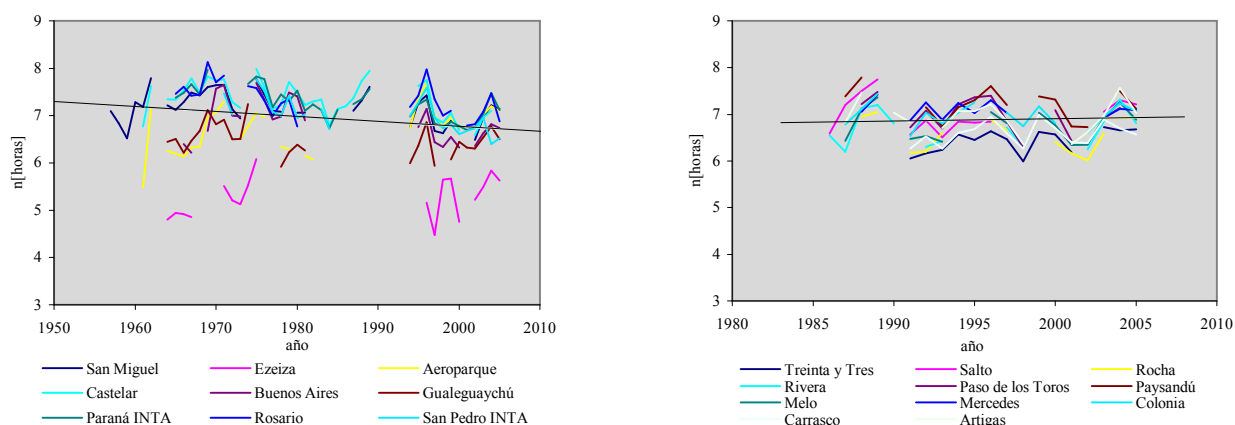 9
8
7
6
5
4
3
n[horas]
1950 1960 1970 1980 1990 2000 2010
año
San Miguel Ezeiza Aeroparque
Castelar Buenos Aires Gualeguaychú
Paraná INTA Rosario San Pedro INTA
9
8
7
6
5
4
3
n[horas]
1980 1985 1990 1995 2000 2005 2010
año
Treinta y Tres Salto Rocha
Rivera Paso de los Toros Paysandú
Melo Mercedes Colonia
Carrasco Artigas